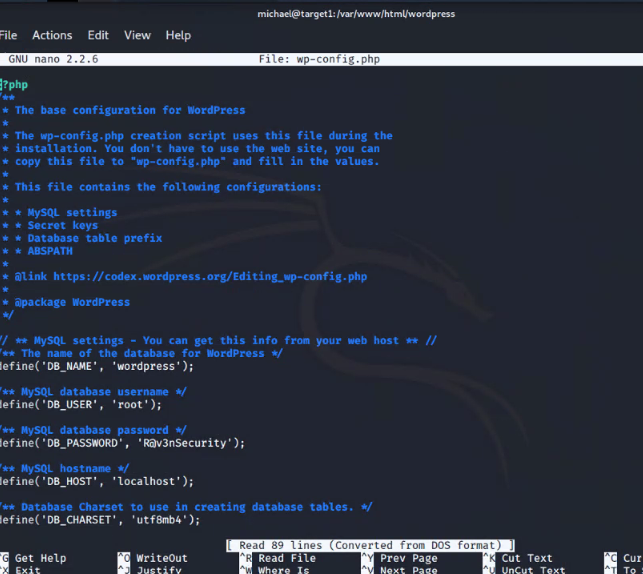 michael@target1:/var/www/html/wordpress
File Actions Edit View Help
GNU nano 2.2.6 File: wp-config.php
?php
/**
* The base configuration for WordPress
*
* The wp-config.php creation script uses this file during the
* installation. You don't have to use the web site, you can
* copy this file to "wp-config.php" and fill in the values.
*
* This file contains the following configurations:
*
* * MySQL settings
* * Secret keys
* * Database table prefix
* * ABSPATH
*
* @link https://codex.wordpress.org/Editing_wp-config.php
*
* @package WordPress
*/
// ** MySQL settings - You can get this info from your web host ** //
/** The name of the database for WordPress */
define('DB_NAME', 'wordpress');
/** MySQL database username */
define('DB_USER', 'root');
/** MySQL database password */
define('DB_PASSWORD', 'R@v3nSecurity');
/** MySQL hostname */
define('DB_HOST', 'localhost');
/** Database Charset to use in creating database tables. */
define('DB_CHARSET', 'utf8mb4');
[ Read 89 lines (Converted from DOS format) ]
^G Get Help ^O WriteOut ^R Read File ^Y Prev Page ^K Cut Text ^C Cur
^X Exit ^J Justify ^W Where Is ^V Next Page ^U UnCut Text ^T To